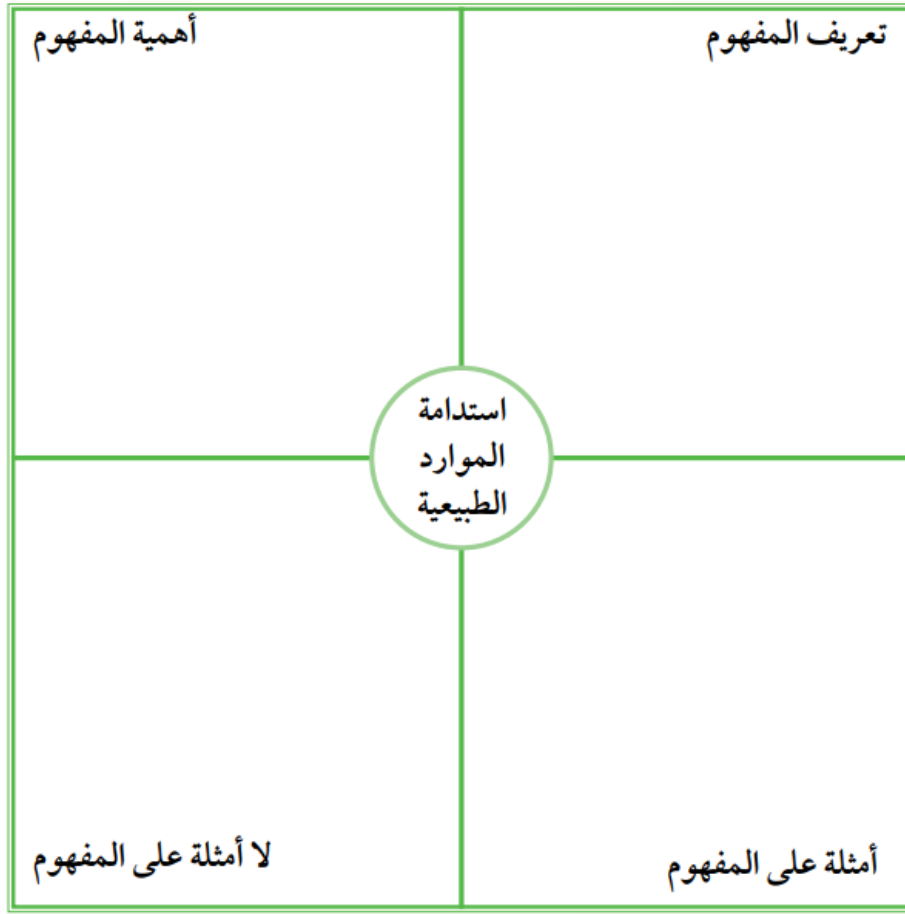 تعريف المفهوم
أهمية المفهوم
استدامة
الموارد
الطبيعية
أمثلة على المفهوم
لا أمثلة على المفهوم